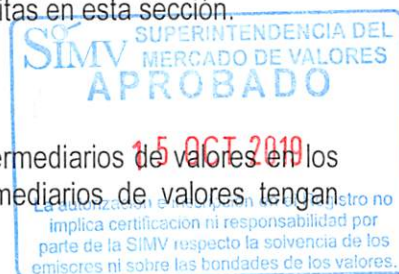 itas en esta sección.
SIMV SUPERINTENDENCIA DEL
MERCADO DE VALORES
APROBADO
15 OCT 2019
ermediarios de valores en los
mediarios de valores tengan
La autorización e inscripción en el Registro no
implica certificación ni responsabilidad por
parte de la SIMV respecto la solvencia de los
emisores ni sobre las bondades de los valores.